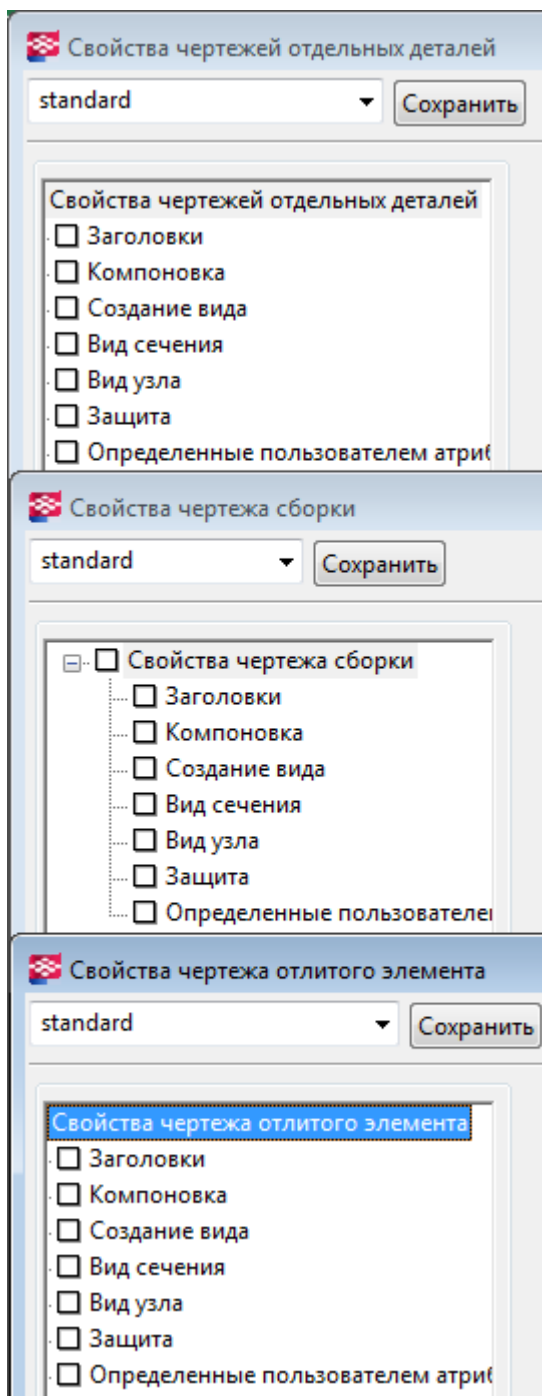 Свойства чертежей отдельных деталей
standard Сохранить
Свойства чертежей отдельных деталей
Заголовки
Компоновка
Создание вида
Вид сечения
Вид узла
Защита
Определенные пользователем атри
Свойства чертежа сборки
standard Сохранить
Свойства чертежа сборки
Заголовки
Компоновка
Создание вида
Вид сечения
Вид узла
Защита
Определенные пользователе
Свойства чертежа отлитого элемента
standard Сохранить
Свойства чертежа отлитого элемента
Заголовки
Компоновка
Создание вида
Вид сечения
Вид узла
Защита
Определенные пользователем атри